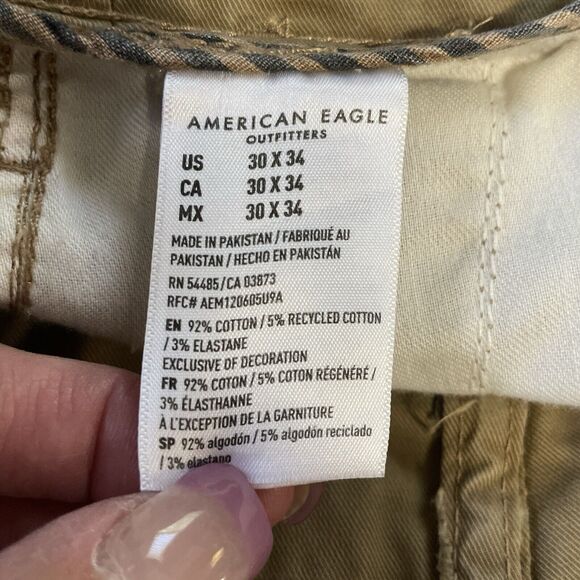 AMERICAN EAGLE
OUTFITTERS
US 30 X 34
CA 30 X 34
MX 30 X 34
MADE IN PAKISTAN / FABRIQUÉ AU
PAKISTAN / HECHO EN PAKISTÁN
RN 54485/CA 03873
RFC# AEM120605U9A
EN 92% COTTON / 5% RECYCLED COTTON
/ 3% ELASTANE
EXCLUSIVE OF DECORATION
FR 92% COTON / 5% COTON RÉGÉNÉRÉ /
3% ÉLASTHANNE
À L'EXCEPTION DE LA GARNITURE
SP 92% algodón / 5% algodón reciclado
/ 3% elastano